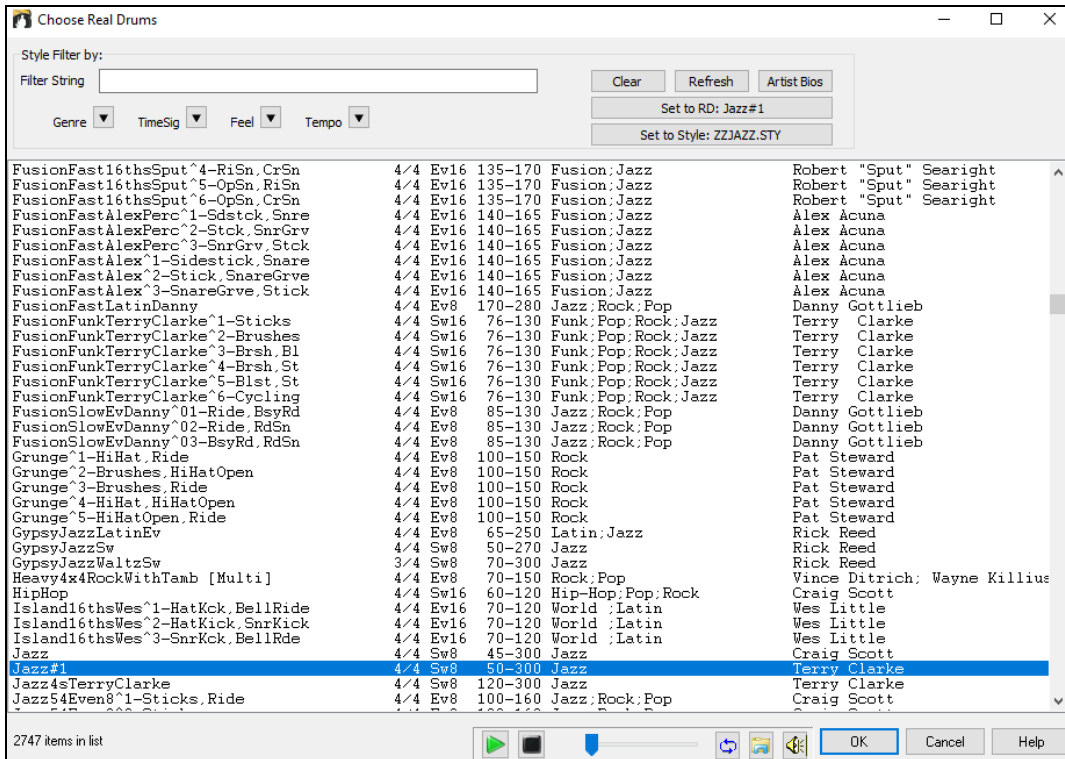 Choose Real Drums
Style Filter by:
Filter String
Clear Refresh Artist Bios
Set to RD: Jazz#1
Genre TimeSig Feel Tempo
Set to Style: ZZJAZZ.STY
FusionFast16thsSput^4-RiSn,CrSn 4/4 Ev16 135-170 Fusion;Jazz Robert "Sput" Searight
FusionFast16thsSput^5-OpSn,RiSn 4/4 Ev16 135-170 Fusion;Jazz Robert "Sput" Searight
FusionFast16thsSput^6-OpSn,CrSn 4/4 Ev16 135-170 Fusion;Jazz Robert "Sput" Searight
FusionFastAlexPerc^1-Sdstck,Snre 4/4 Ev16 140-165 Fusion;Jazz Alex Acuna
FusionFastAlexPerc^2-Stck,SnrGrv 4/4 Ev16 140-165 Fusion;Jazz Alex Acuna
FusionFastAlexPerc^3-SnrGrv,Stck 4/4 Ev16 140-165 Fusion;Jazz Alex Acuna
FusionFastAlex^1-Sidestick,Snare 4/4 Ev16 140-165 Fusion;Jazz Alex Acuna
FusionFastAlex^2-Stick,SnareGrve 4/4 Ev16 140-165 Fusion;Jazz Alex Acuna
FusionFastAlex^3-SnareGrve,Stick 4/4 Ev16 140-165 Fusion;Jazz Alex Acuna
FusionFastLatinDanny 4/4 Ev8 170-280 Jazz;Rock;Pop Danny Gottlieb
FusionFunkTerryClarke^1-Sticks 4/4 Sw16 76-130 Funk;Pop;Rock;Jazz Terry Clarke
FusionFunkTerryClarke^2-Brushes 4/4 Sw16 76-130 Funk;Pop;Rock;Jazz Terry Clarke
FusionFunkTerryClarke^3-Brsh,Bl 4/4 Sw16 76-130 Funk;Pop;Rock;Jazz Terry Clarke
FusionFunkTerryClarke^4-Brsh,St 4/4 Sw16 76-130 Funk;Pop;Rock;Jazz Terry Clarke
FusionFunkTerryClarke^5-Blst,St 4/4 Sw16 76-130 Funk;Pop;Rock;Jazz Terry Clarke
FusionFunkTerryClarke^6-Cycling 4/4 Sw16 76-130 Funk;Pop;Rock;Jazz Terry Clarke
FusionSlowEvDanny^01-Ride,BsyRd 4/4 Ev8 85-130 Jazz;Rock;Pop Danny Gottlieb
FusionSlowEvDanny^02-Ride,RdSn 4/4 Ev8 85-130 Jazz;Rock;Pop Danny Gottlieb
FusionSlowEvDanny^03-BsyRd,RdSn 4/4 Ev8 85-130 Jazz;Rock;Pop Danny Gottlieb
Grunge^1-HiHat,Ride 4/4 Ev8 100-150 Rock Pat Steward
Grunge^2-Brushes,HiHatOpen 4/4 Ev8 100-150 Rock Pat Steward
Grunge^3-Brushes,Ride 4/4 Ev8 100-150 Rock Pat Steward
Grunge^4-HiHat,HiHatOpen 4/4 Ev8 100-150 Rock Pat Steward
Grunge^5-HiHatOpen,Ride 4/4 Ev8 100-150 Rock Pat Steward
GypsyJazzLatinEv 4/4 Ev8 65-250 Latin;Jazz Rick Reed
GypsyJazzSw 4/4 Sw8 50-270 Jazz Rick Reed
GypsyJazzWaltzSw 3/4 Sw8 70-300 Jazz Rick Reed
Heavy4x4RockWithTamb [Multi] 4/4 Ev8 70-150 Rock;Pop Vince Ditrich; Wayne Killius
HipHop 4/4 Sw16 60-120 Hip-Hop;Pop;Rock Craig Scott
Island16thsWes^1-HatKck,BellRide 4/4 Ev16 70-120 World ;Latin Wes Little
Island16thsWes^2-HatKick,SnrKick 4/4 Ev16 70-120 World ;Latin Wes Little
Island16thsWes^3-SnrKck,BellRde 4/4 Ev16 70-120 World ;Latin Wes Little
Jazz 4/4 Sw8 45-300 Jazz Craig Scott
Jazz#1 4/4 Sw8 50-300 Jazz Terry Clarke
Jazz4sTerryClarke 4/4 Sw8 120-300 Jazz Terry Clarke
Jazz54Even8^1-Sticks,Ride 4/4 Ev8 100-160 Jazz;Rock;Pop Craig Scott
2747 items in list
OK Cancel Help